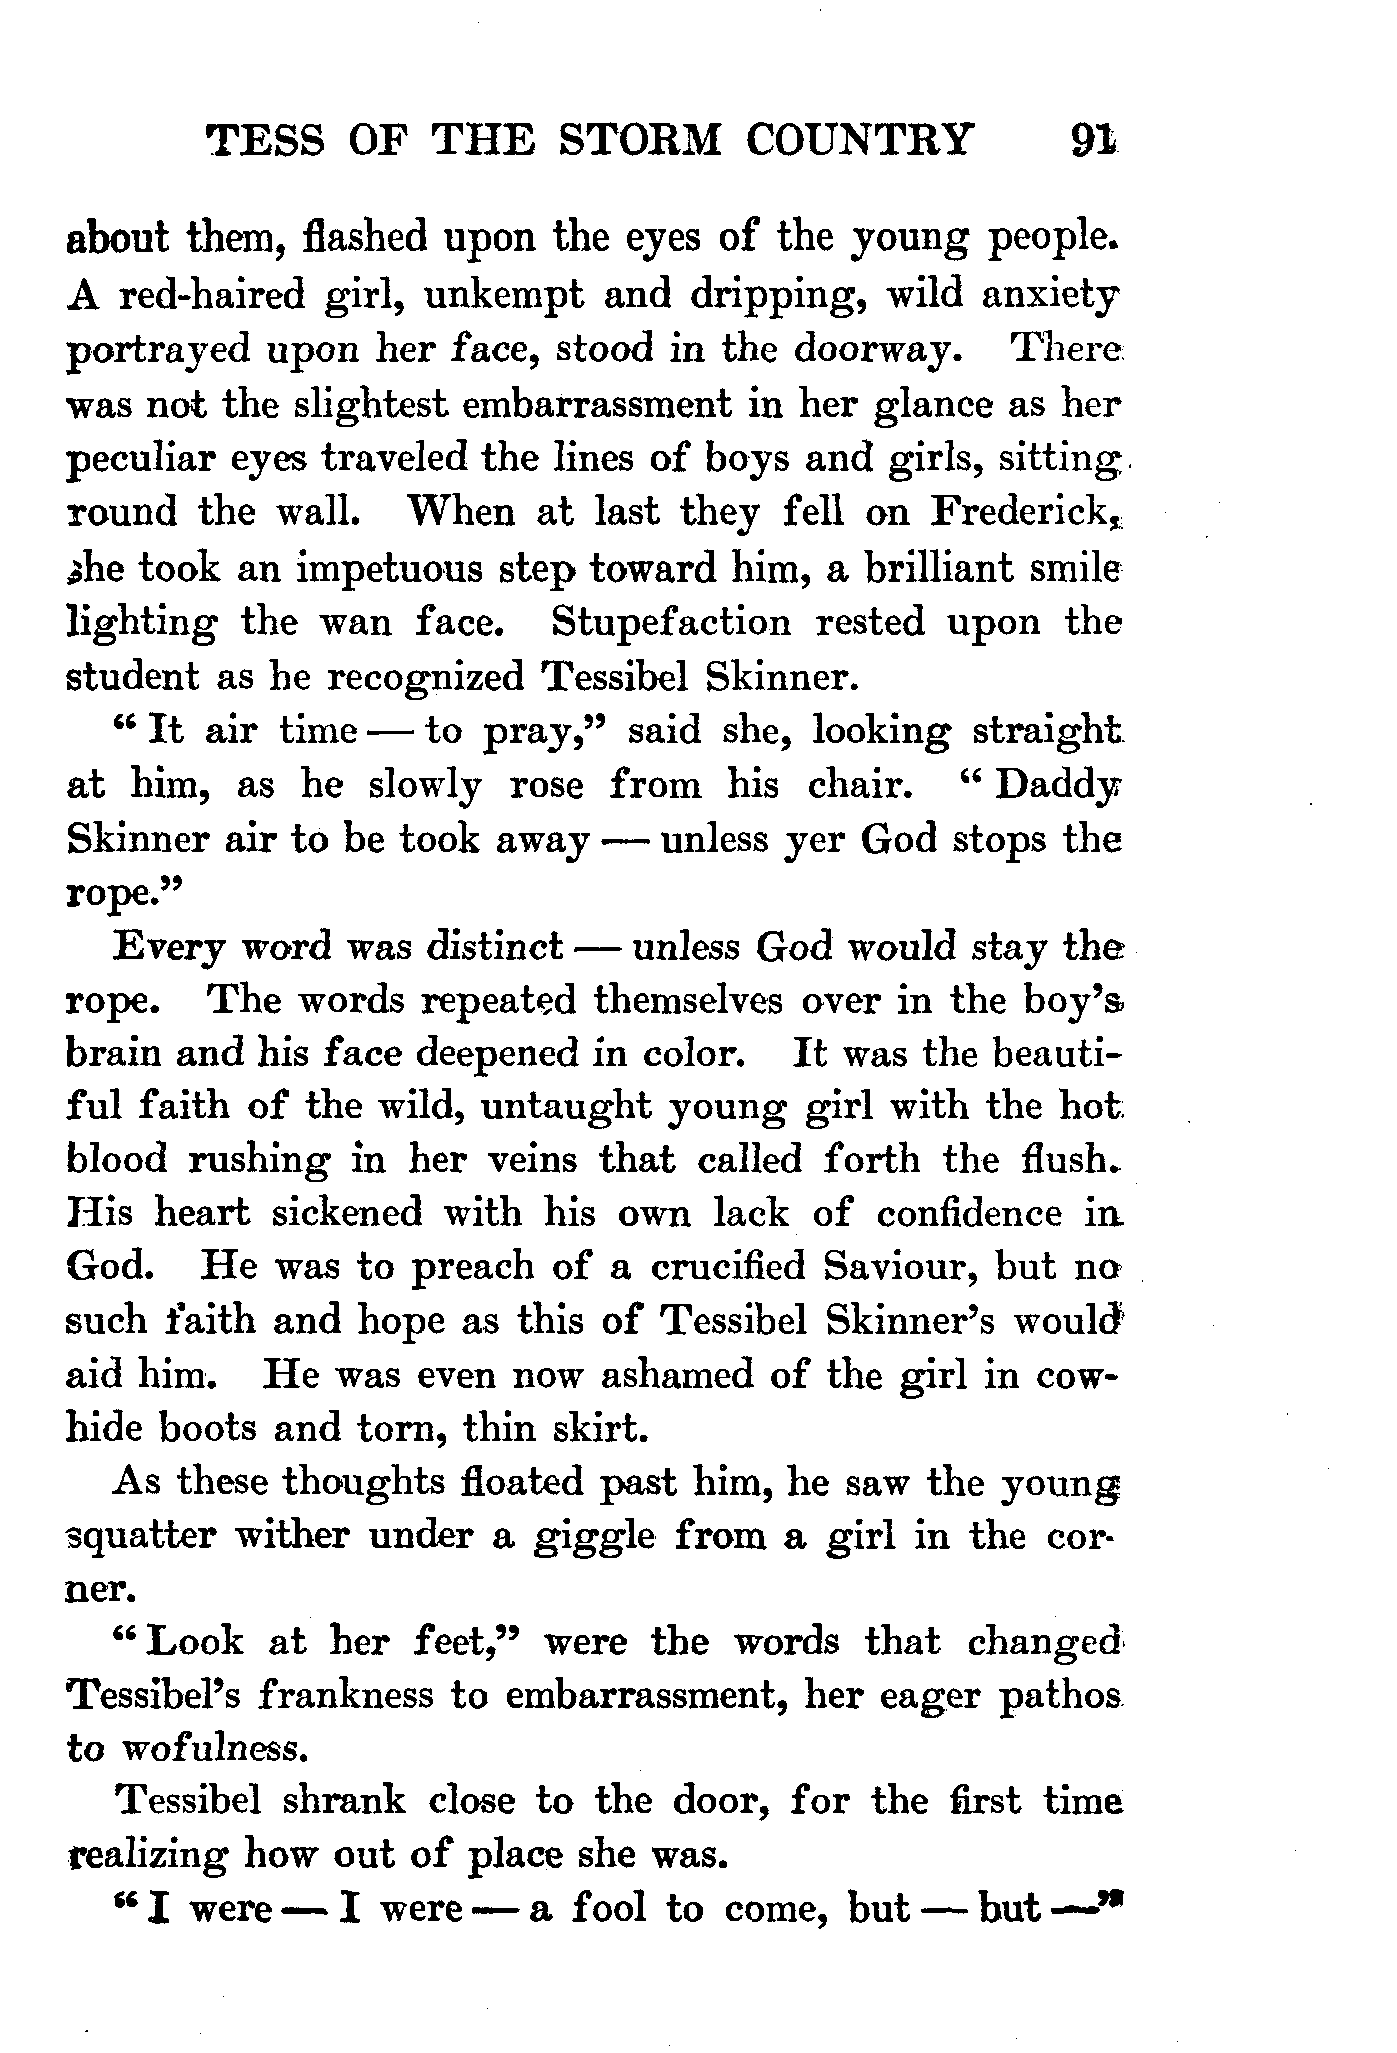 TESS OF THE STORM COUNTRY 91
about them, flashed upon the eyes of the young people.
A red-haired girl, unkempt and dripping, wild anxiety
portrayed upon her face, stood in the doorway. There
was not the slightest embarrassment in her glance as her
peculiar eyes traveled the lines of boys and girls, sitting
round the wall. When at last they fell on Frederick,
she took an impetuous step toward him, a brilliant smile
lighting the wan face. Stupefaction rested upon the
student as he recognized Tessibel Skinner.
“ It air time — to pray,” said she, looking straight
at him, as he slowly rose from his chair. “ Daddy
Skinner air to be took away — unless yer God stops the
rope.”
Every word was distinct — unless God would stay the
rope. The words repeated themselves over in the boy’s
brain and his face deepened in color. It was the beauti-
ful faith of the wild, untaught young girl with the hot
blood rushing in her veins that called forth the flush.
His heart sickened with his own lack of confidence in
God. He was to preach of a crucified Saviour, but no
such faith and hope as this of Tessibel Skinner’s would
aid him. He was even now ashamed of the girl in cow-
hide boots and torn, thin skirt.
As these thoughts floated past him, he saw the young
squatter wither under a giggle from a girl in the cor-
ner.
“ Look at her feet,” were the words that changed
Tessibel’s frankness to embarrassment, her eager pathos
to wofulness.
Tessibel shrank close to the door, for the first time
realizing how out of place she was.
“ I were — I were — a fool to come, but — but —”